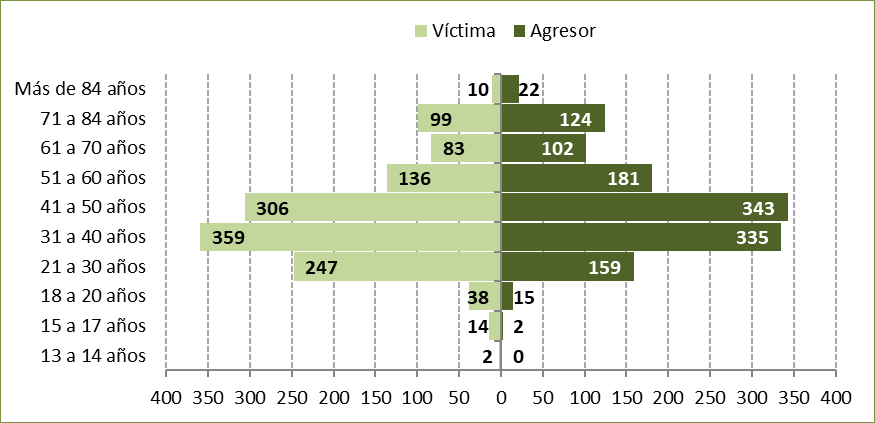 Víctima Agresor
Más de 84 años 10 22
71 a 84 años 99 124
61 a 70 años 83 102
51 a 60 años 136 181
41 a 50 años 306 343
31 a 40 años 359 335
21 a 30 años 247 159
18 a 20 años 38 15
15 a 17 años 14 2
13 a 14 años 2 0
400 350 300 250 200 150 100 50 0 50 100 150 200 250 300 350 400